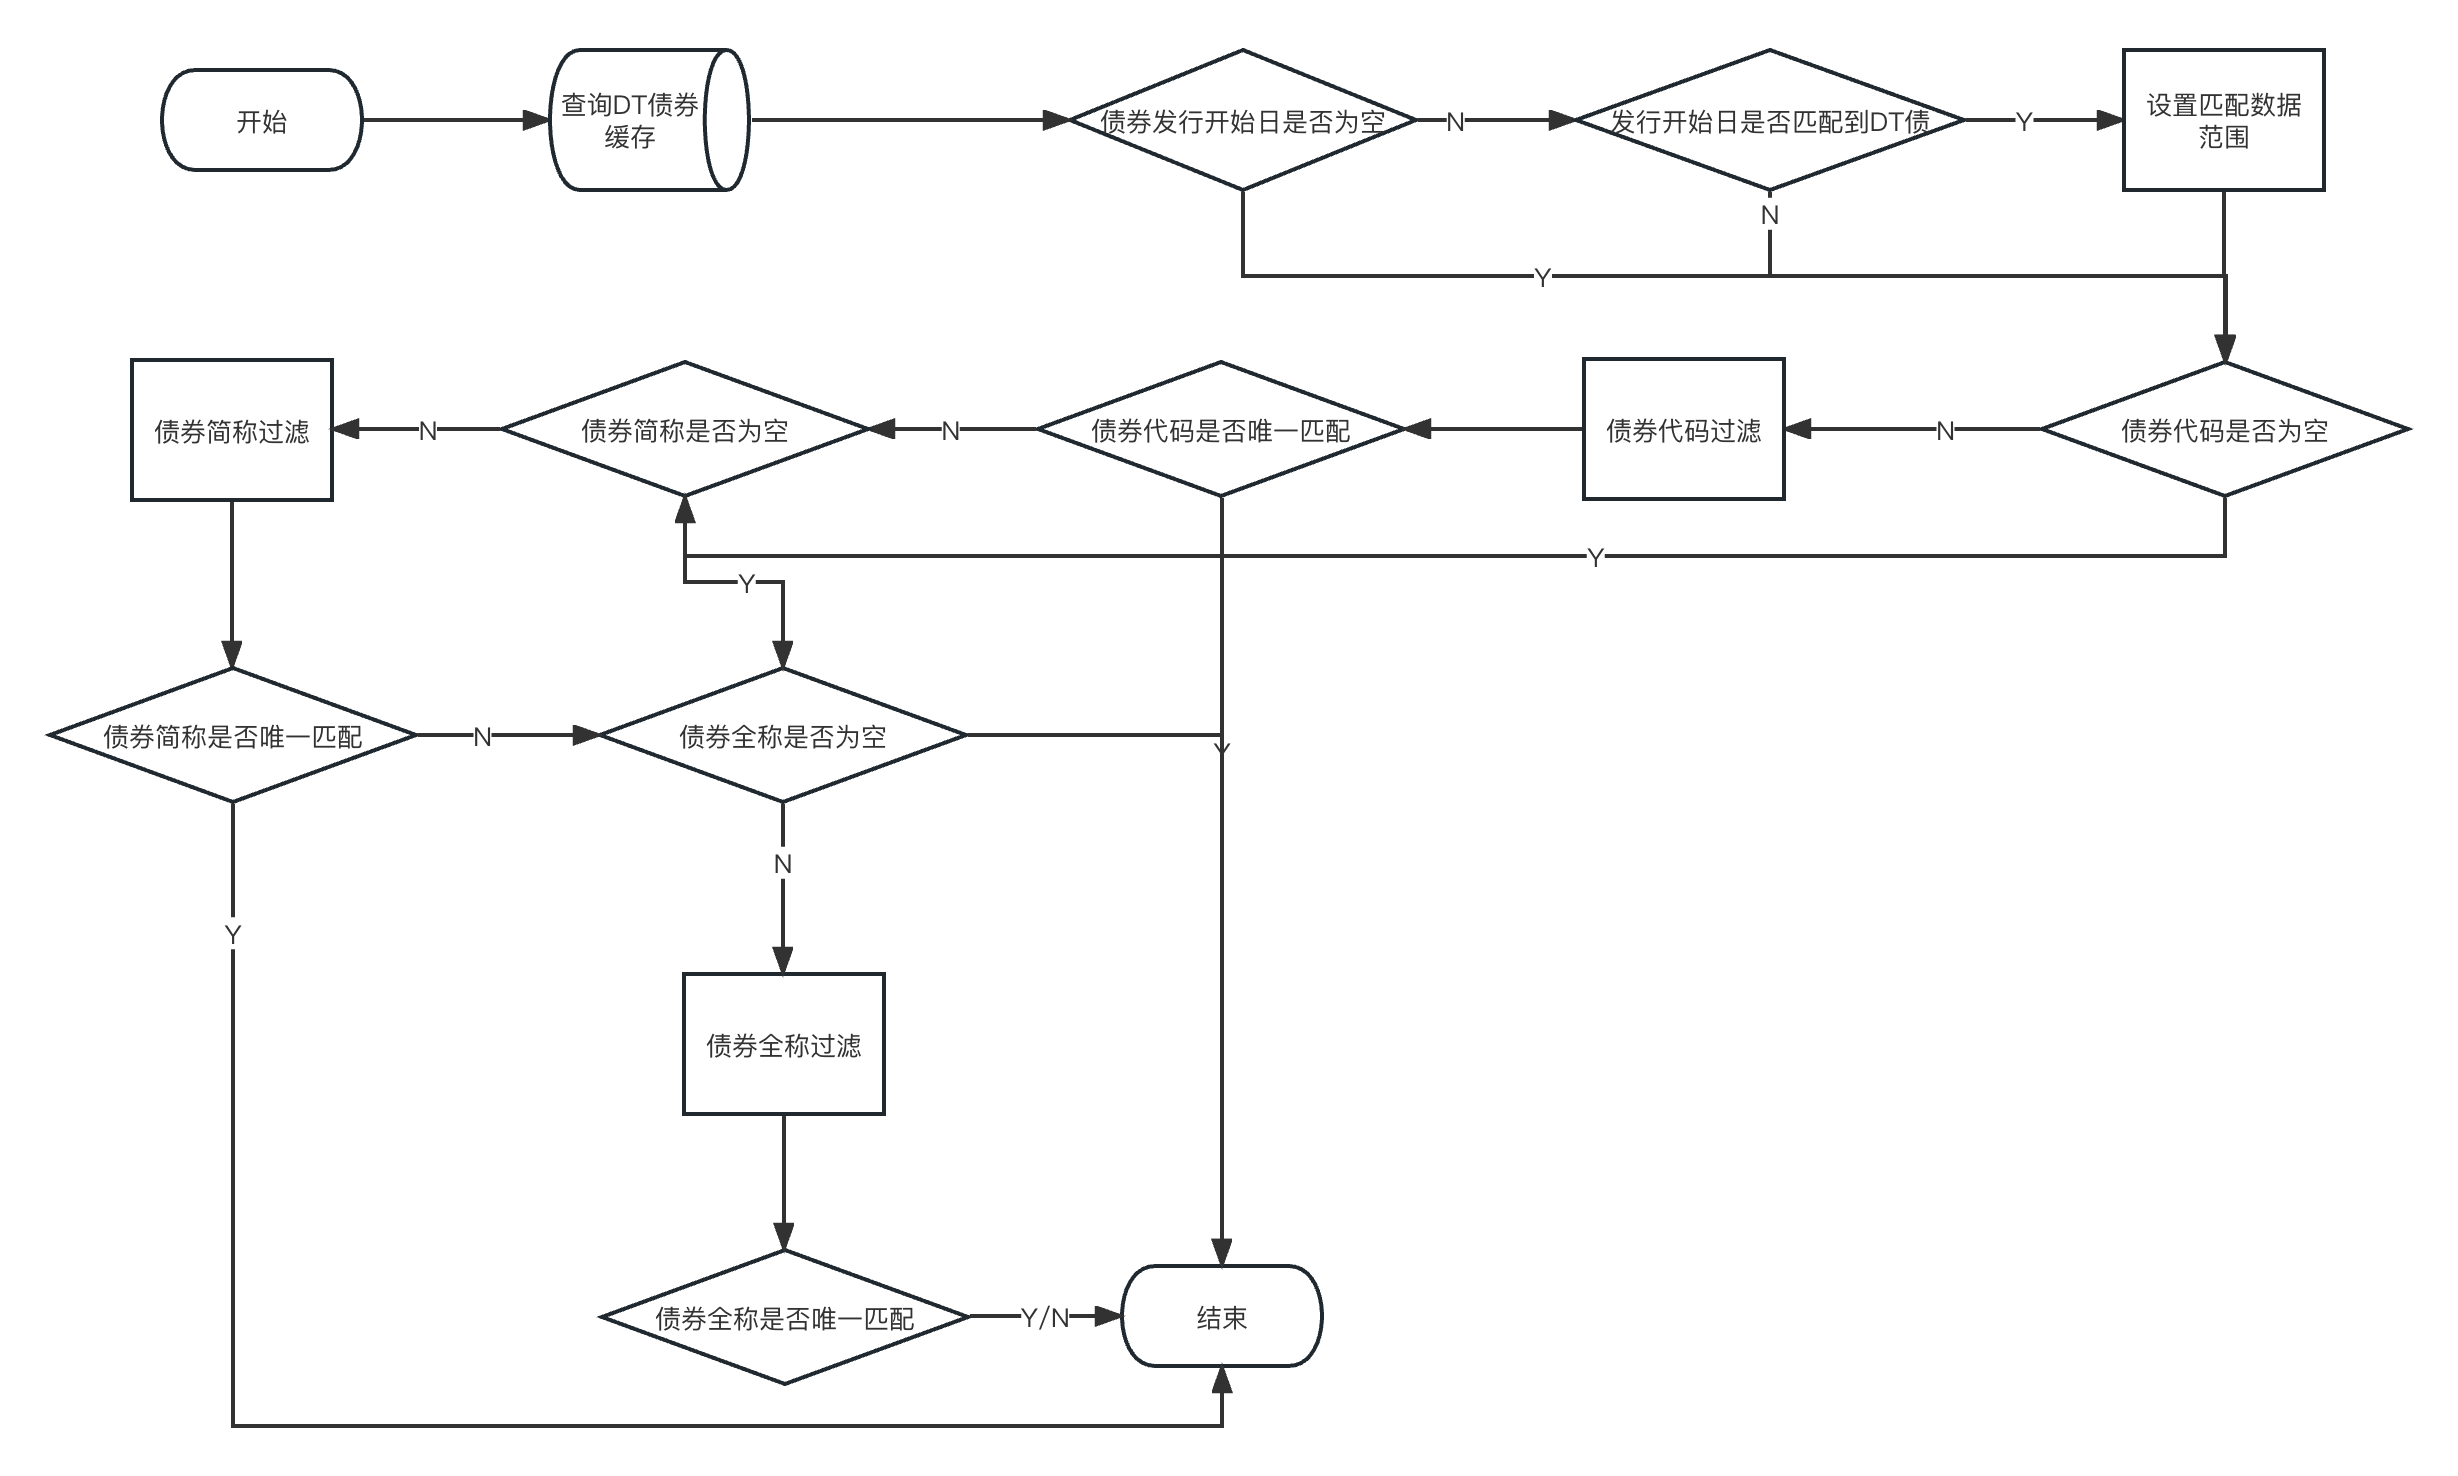 开始
查询DT债券
缓存
债券发行开始日是否为空
N
发行开始日是否匹配到DT债
Y
设置匹配数据
范围
N
Y
债券简称过滤
N
债券简称是否为空
N
债券代码是否唯一匹配
债券代码过滤
N
债券代码是否为空
Y
Y
债券简称是否唯一匹配
N
债券全称是否为空
Y
N
Y
债券全称过滤
债券全称是否唯一匹配
Y/N
结束